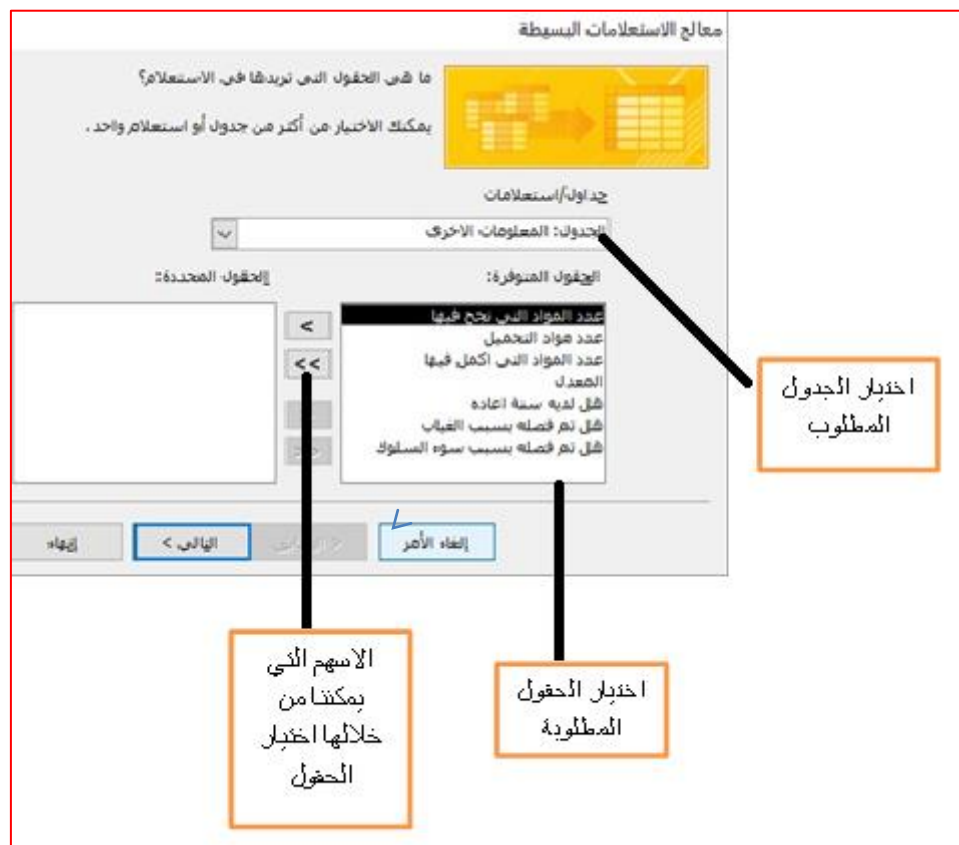 معالج الاستعلامات البسيطة
ما هي الحقول التي تريدها في الاستعلام؟
يمكنك الاختيار من أكثر من جدول أو استعلام واحد.
جداول/استعلامات
الجدول: المعلومات الاخرى
الحقول المتوفرة:
الحقول المحددة:
عدد المواد التي نجح فيها
عدد مواد التحميل
عدد المواد التي اكمل فيها
المعدل
هل لديه سنة اعاده
هل تم فصله بسبب الغياب
هل تم فصله بسبب سوء السلوك
>
>>
إلغاء الأمر
التالي >
إنهاء
اختيار الجدول
المطلوب
اختيار الحقول
المطلوبة
الاسهم التي
يمكننا من
خلالها اختيار
الحقول